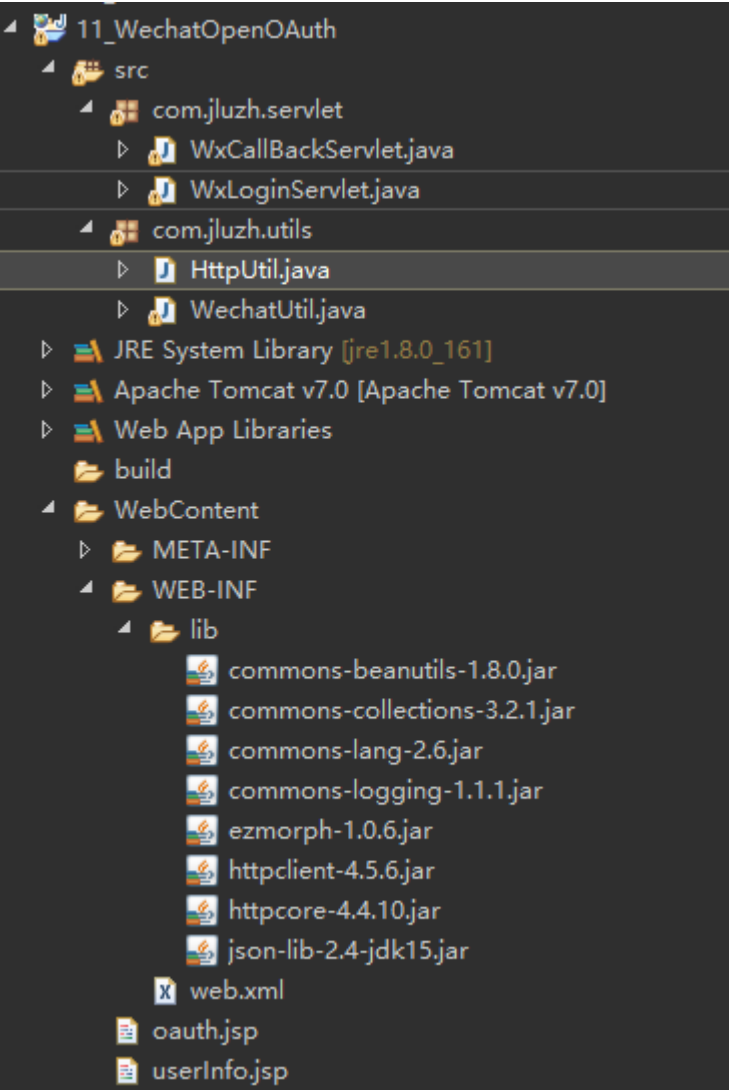 11_WechatOpenOAuth
src
com.jluzh.servlet
WxCallBackServlet.java
WxLoginServlet.java
com.jluzh.utils
HttpUtil.java
WechatUtil.java
JRE System Library [jre1.8.0_161]
Apache Tomcat v7.0 [Apache Tomcat v7.0]
Web App Libraries
build
WebContent
META-INF
WEB-INF
lib
commons-beanutils-1.8.0.jar
commons-collections-3.2.1.jar
commons-lang-2.6.jar
commons-logging-1.1.1.jar
ezmorph-1.0.6.jar
httpclient-4.5.6.jar
httpcore-4.4.10.jar
json-lib-2.4-jdk15.jar
web.xml
oauth.jsp
userInfo.jsp